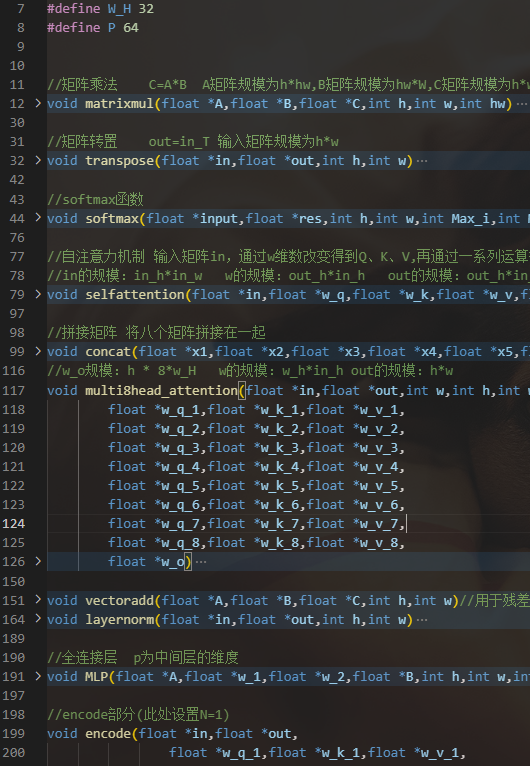 7 #define W_H 32
8 #define P 64
9
10
11 //矩阵乘法    C=A*B  A矩阵规模为h*hw,B矩阵规模为hw*W,C矩阵规模为h*
12 void matrixmul(float *A,float *B,float *C,int h,int w,int hw)…
30
31 //矩阵转置    out=in_T 输入矩阵规模为h*w
32 void transpose(float *in,float *out,int h,int w)…
42
43 //softmax函数
44 void softmax(float *input,float *res,int h,int w,int Max_i,int
76
77 //自注意力机制 输入矩阵in，通过w维数改变得到Q、K、V,再通过一系列运算
78 //in的规模：in_h*in_w   w的规模：out_h*in_h   out的规模：out_h*in_
79 void selfattention(float *in,float *w_q,float *w_k,float *w_v,fl
97
98 //拼接矩阵 将八个矩阵拼接在一起
99 void concat(float *x1,float *x2,float *x3,float *x4,float *x5,fl
116 //w_o规模：h * 8*w_H   w的规模：w_h*in_h out的规模：h*w
117 void multi8head_attention(float *in,float *out,int w,int h,int w
118 float *w_q_1,float *w_k_1,float *w_v_1,
119 float *w_q_2,float *w_k_2,float *w_v_2,
120 float *w_q_3,float *w_k_3,float *w_v_3,
121 float *w_q_4,float *w_k_4,float *w_v_4,
122 float *w_q_5,float *w_k_5,float *w_v_5,
123 float *w_q_6,float *w_k_6,float *w_v_6,
124 float *w_q_7,float *w_k_7,float *w_v_7,
125 float *w_q_8,float *w_k_8,float *w_v_8,
126 float *w_o)…
150
151 void vectoradd(float *A,float *B,float *C,int h,int w)//用于残差
164 void layernorm(float *in,float *out,int h,int w)…
189
190 //全连接层  p为中间层的维度
191 void MLP(float *A,float *w_1,float *w_2,float *B,int h,int w,int
197
198 //encode部分(此处设置N=1)
199 void encode(float *in,float *out,
200 float *w_q_1,float *w_k_1,float *w_v_1,